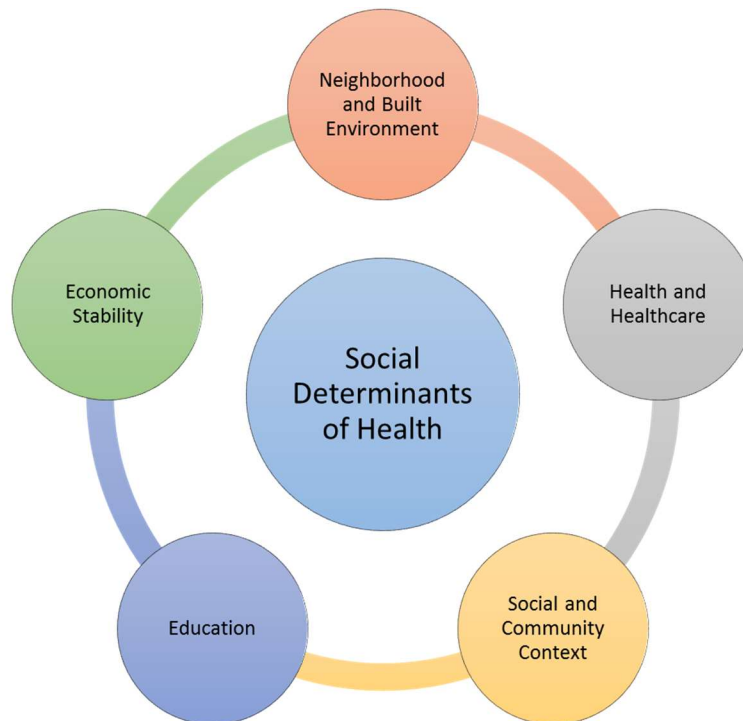 Neighborhood
and Built
Environment
Economic
Stability
Health and
Healthcare
Social
Determinants
of Health
Education
Social and
Community
Context